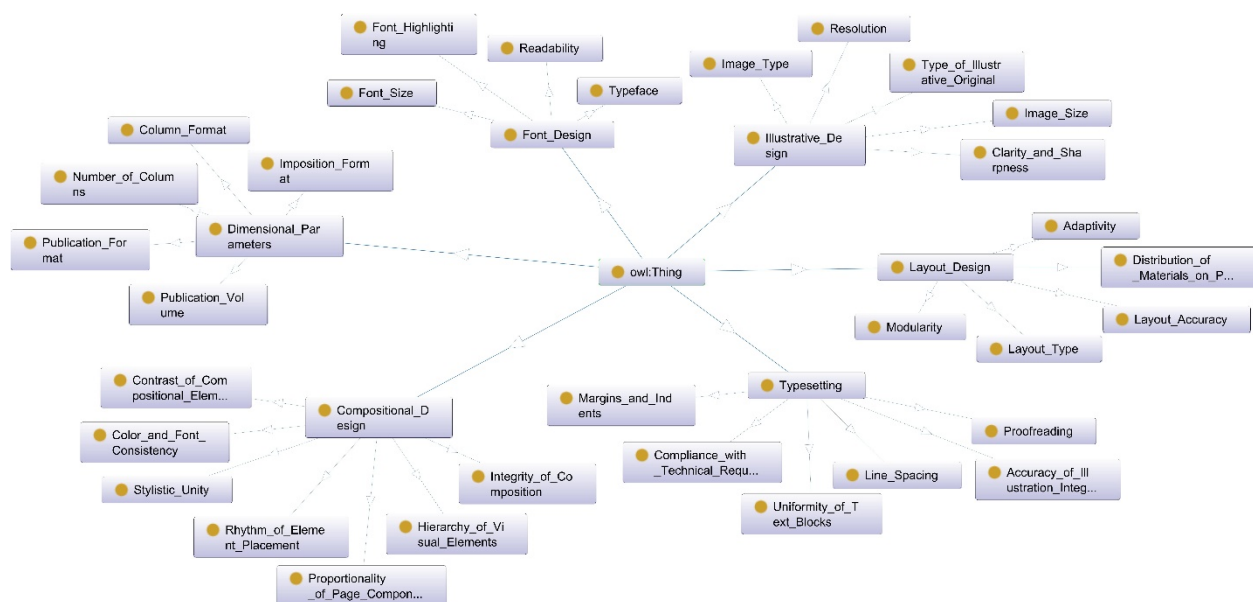 Font_Highlighti
ng
Readability
Font_Size
Typeface
Font_Design
Resolution
Image_Type
Type_of_Illustr
ative_Original
Image_Size
Illustrative_De
sign
Clarity_and_Sha
rpness
Column_Format
Imposition_Form
at
Number_of_Colum
ns
Dimensional_Par
ameters
Publication_For
mat
Publication_Vol
ume
owl:Thing
Adaptivity
Layout_Design
Distribution_of
_Materials_on_P...
Layout_Accuracy
Modularity
Layout_Type
Contrast_of_Com
positional_Elem...
Compositional_D
esign
Color_and_Font_
Consistency
Stylistic_Unity
Integrity_of_Co
mposition
Rhythm_of_Eleme
nt_Placement
Hierarchy_of_Vi
sual_Elements
Proportionality
_of_Page_Compon...
Typesetting
Margins_and_Ind
ents
Proofreading
Compliance_with
_Technical_Requ...
Line_Spacing
Accuracy_of_Ill
ustration_Integ...
Uniformity_of_T
ext_Blocks